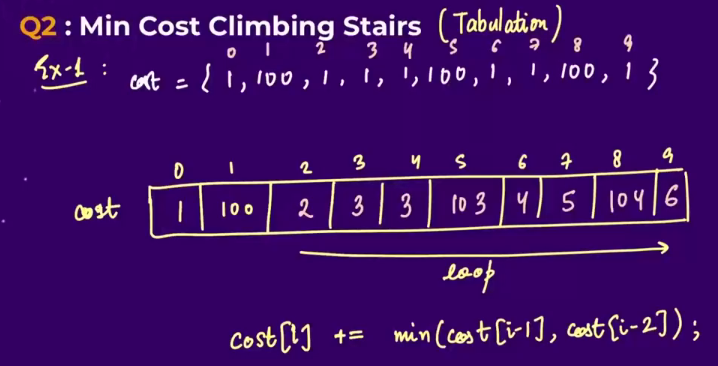 Q2 : Min Cost Climbing Stairs (Tabulation)
0 1 2 3 4 5 6 7 8 9
Ex-1 : cost = { 1, 100, 1, 1, 1, 100, 1, 1, 100, 1 }
0 1 2 3 4 5 6 7 8 9
cost 1 100 2 3 3 103 4 5 104 6
loop
cost[i] += min(cost[i-1], cost[i-2]);